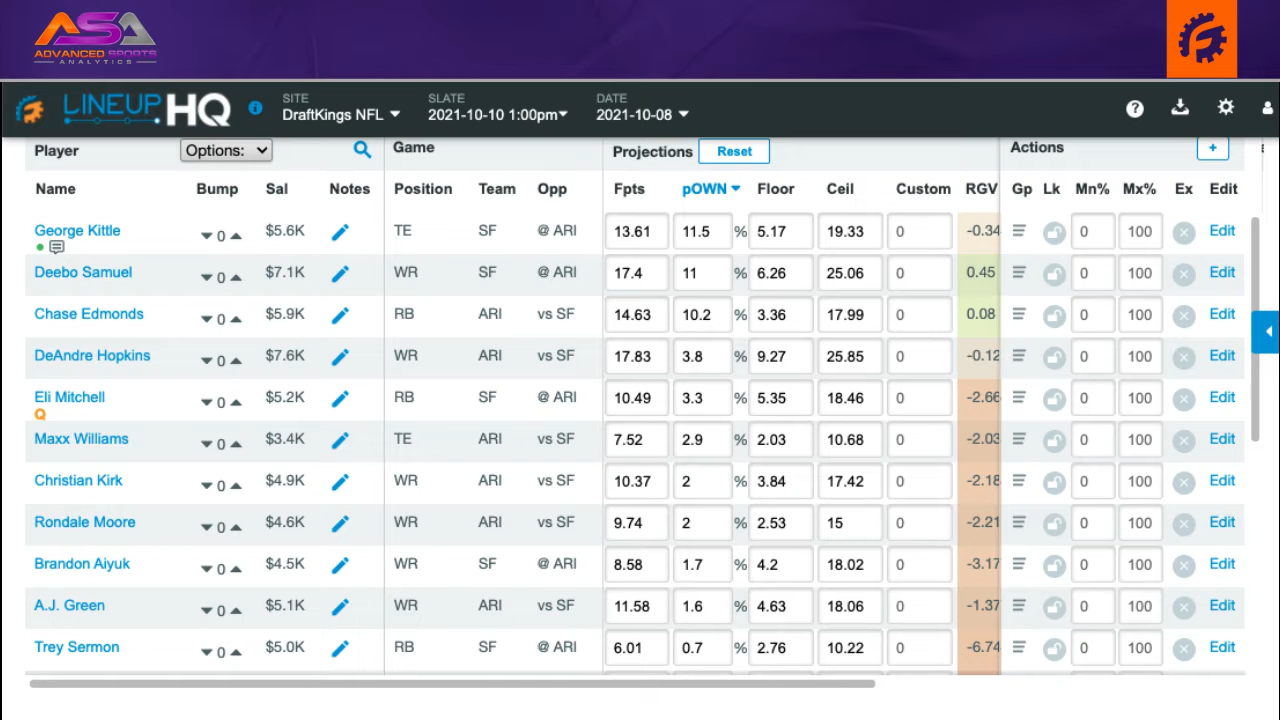 ASA
ADVANCED SPORTS
ANALYTICS
LINEUPHQ i SITE SLATE DATE
DraftKings NFL 2021-10-10 1:00pm 2021-10-08 ?
Player Options: Game Projections Reset Actions +
Name Bump Sal Notes Position Team Opp Fpts pOWN Floor Ceil Custom RGV Gp Lk Mn% Mx% Ex Edit
George Kittle 0 $5.6K TE SF @ ARI 13.61 11.5 % 5.17 19.33 0 -0.34 0 100 Edit
Deebo Samuel 0 $7.1K WR SF @ ARI 17.4 11 % 6.26 25.06 0 0.45 0 100 Edit
Chase Edmonds 0 $5.9K RB ARI vs SF 14.63 10.2 % 3.36 17.99 0 0.08 0 100 Edit
DeAndre Hopkins 0 $7.6K WR ARI vs SF 17.83 3.8 % 9.27 25.85 0 -0.12 0 100 Edit
Eli Mitchell 0 $5.2K RB SF @ ARI 10.49 3.3 % 5.35 18.46 0 -2.66 0 100 Edit
Q
Maxx Williams 0 $3.4K TE ARI vs SF 7.52 2.9 % 2.03 10.68 0 -2.03 0 100 Edit
Christian Kirk 0 $4.9K WR ARI vs SF 10.37 2 % 3.84 17.42 0 -2.18 0 100 Edit
Rondale Moore 0 $4.6K WR ARI vs SF 9.74 2 % 2.53 15 0 -2.21 0 100 Edit
Brandon Aiyuk 0 $4.5K WR SF @ ARI 8.58 1.7 % 4.2 18.02 0 -3.17 0 100 Edit
A.J. Green 0 $5.1K WR ARI vs SF 11.58 1.6 % 4.63 18.06 0 -1.37 0 100 Edit
Trey Sermon 0 $5.0K RB SF @ ARI 6.01 0.7 % 2.76 10.22 0 -6.74 0 100 Edit